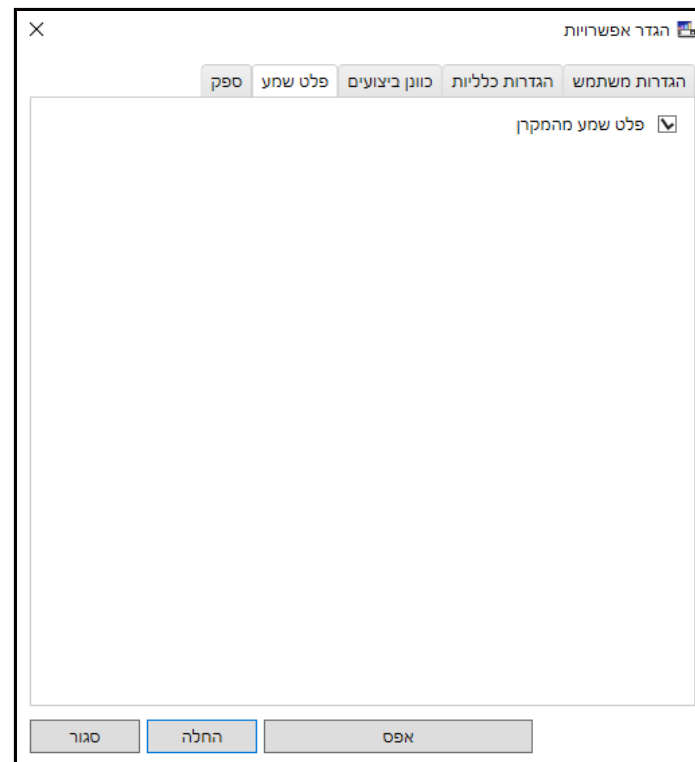 הגדר אפשרויות
הגדרות משתמש הגדרות כלליות כוונן ביצועים פלט שמע ספק
פלט שמע מהמקרן
אפס החלה סגור